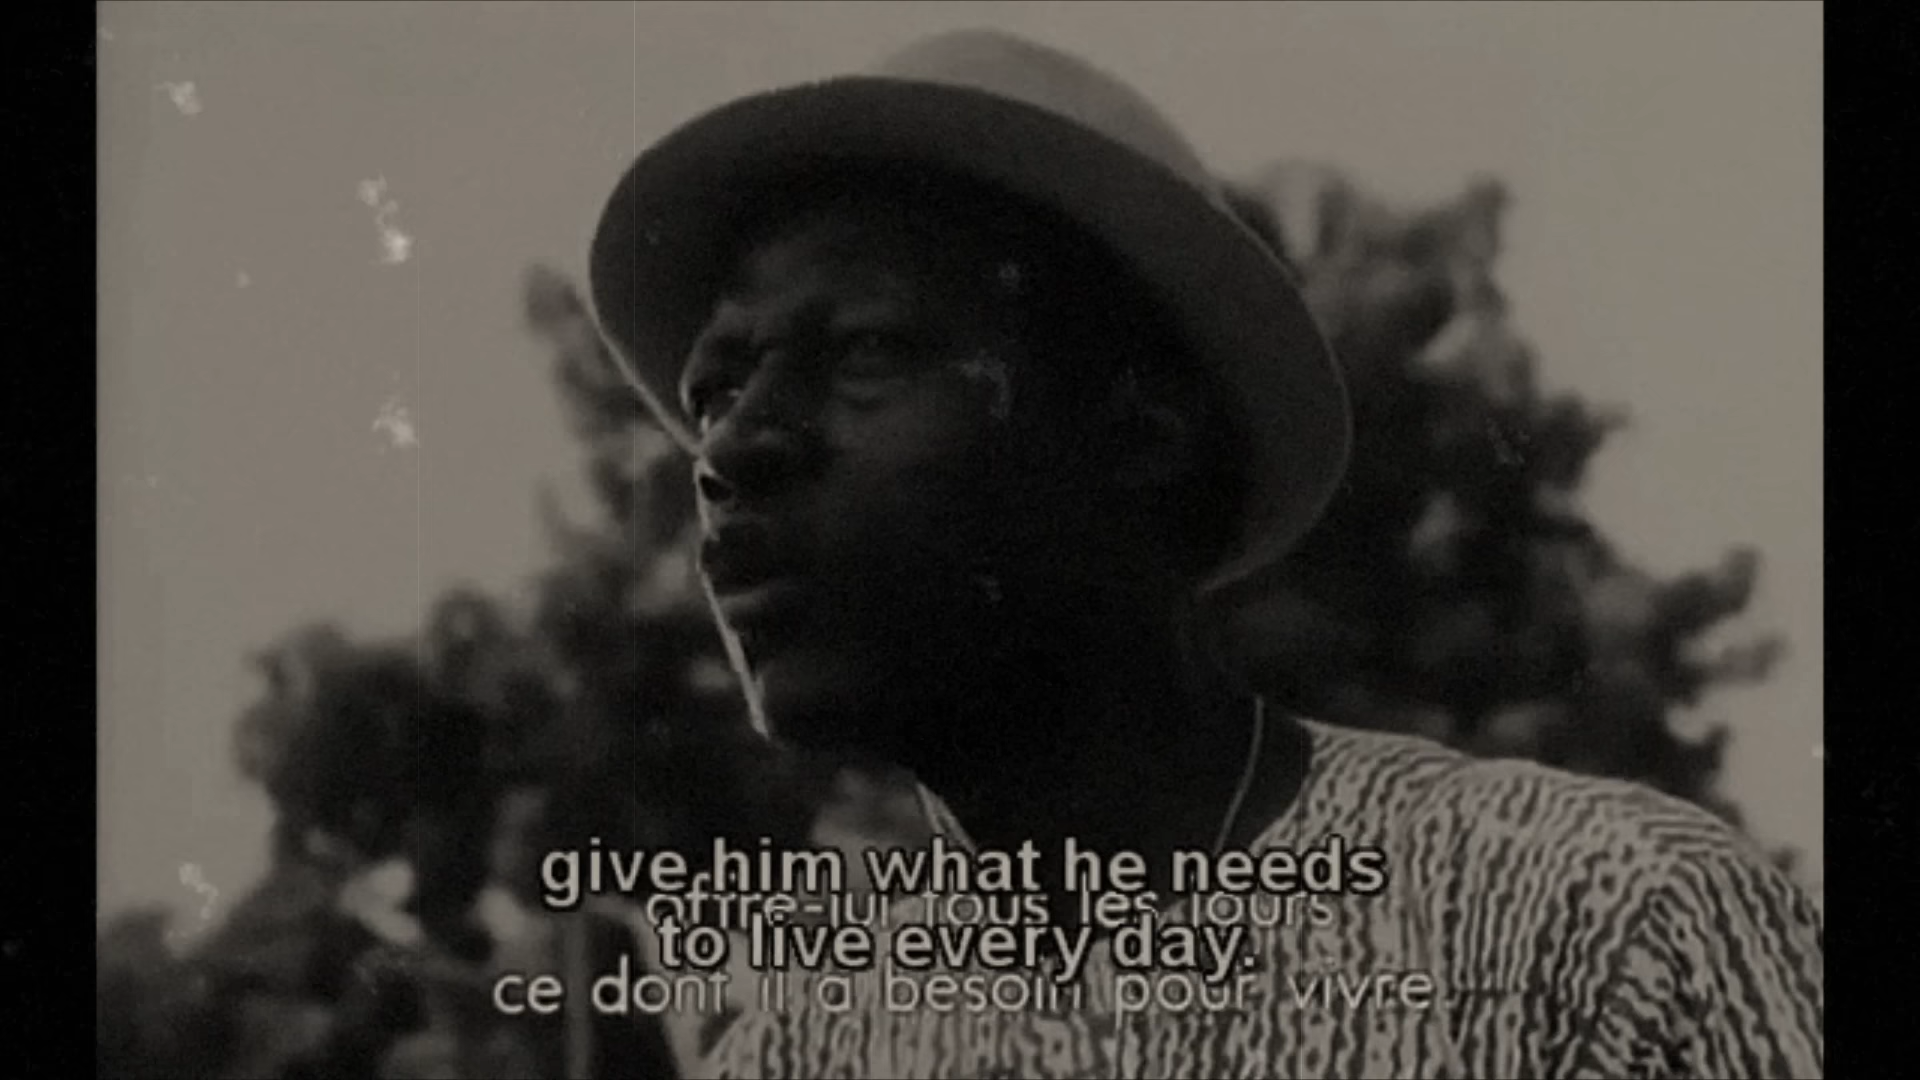 give him what he needs
offre-lui tous les jours
to live every day.
ce dont il a besoin pour vivre